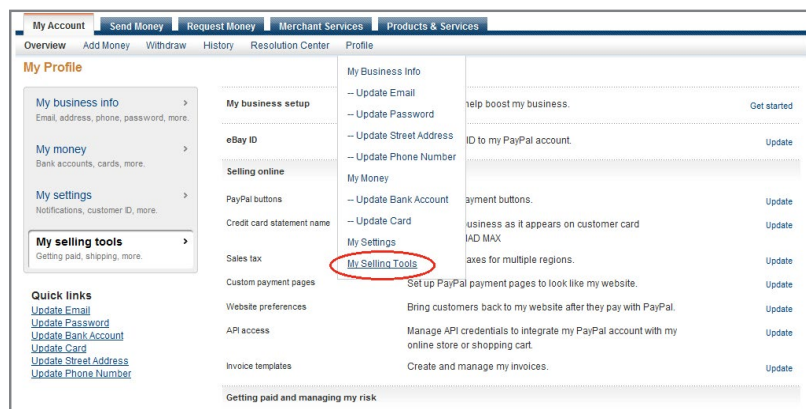 My Account Send Money Request Money Merchant Services Products & Services
Overview Add Money Withdraw History Resolution Center Profile
My Profile
My business info >
Email, address, phone, password, more.
My money >
Bank accounts, cards, more.
My settings >
Notifications, customer ID, more.
My selling tools >
Getting paid, shipping, more.
Quick links
Update Email
Update Password
Update Bank Account
Update Card
Update Street Address
Update Phone Number
My Business Info
-- Update Email
-- Update Password
-- Update Street Address
-- Update Phone Number
My Money
-- Update Bank Account
-- Update Card
My Settings
My Selling Tools
My business setup help boost my business. Get started
eBay ID ID to my PayPal account. Update
Selling online
PayPal buttons ayment buttons. Update
Credit card statement name usiness as it appears on customer card Update
AD MAX
Sales tax axes for multiple regions. Update
Custom payment pages Set up PayPal payment pages to look like my website. Update
Website preferences Bring customers back to my website after they pay with PayPal. Update
API access Manage API credentials to integrate my PayPal account with my Update
online store or shopping cart.
Invoice templates Create and manage my invoices. Update
Getting paid and managing my risk